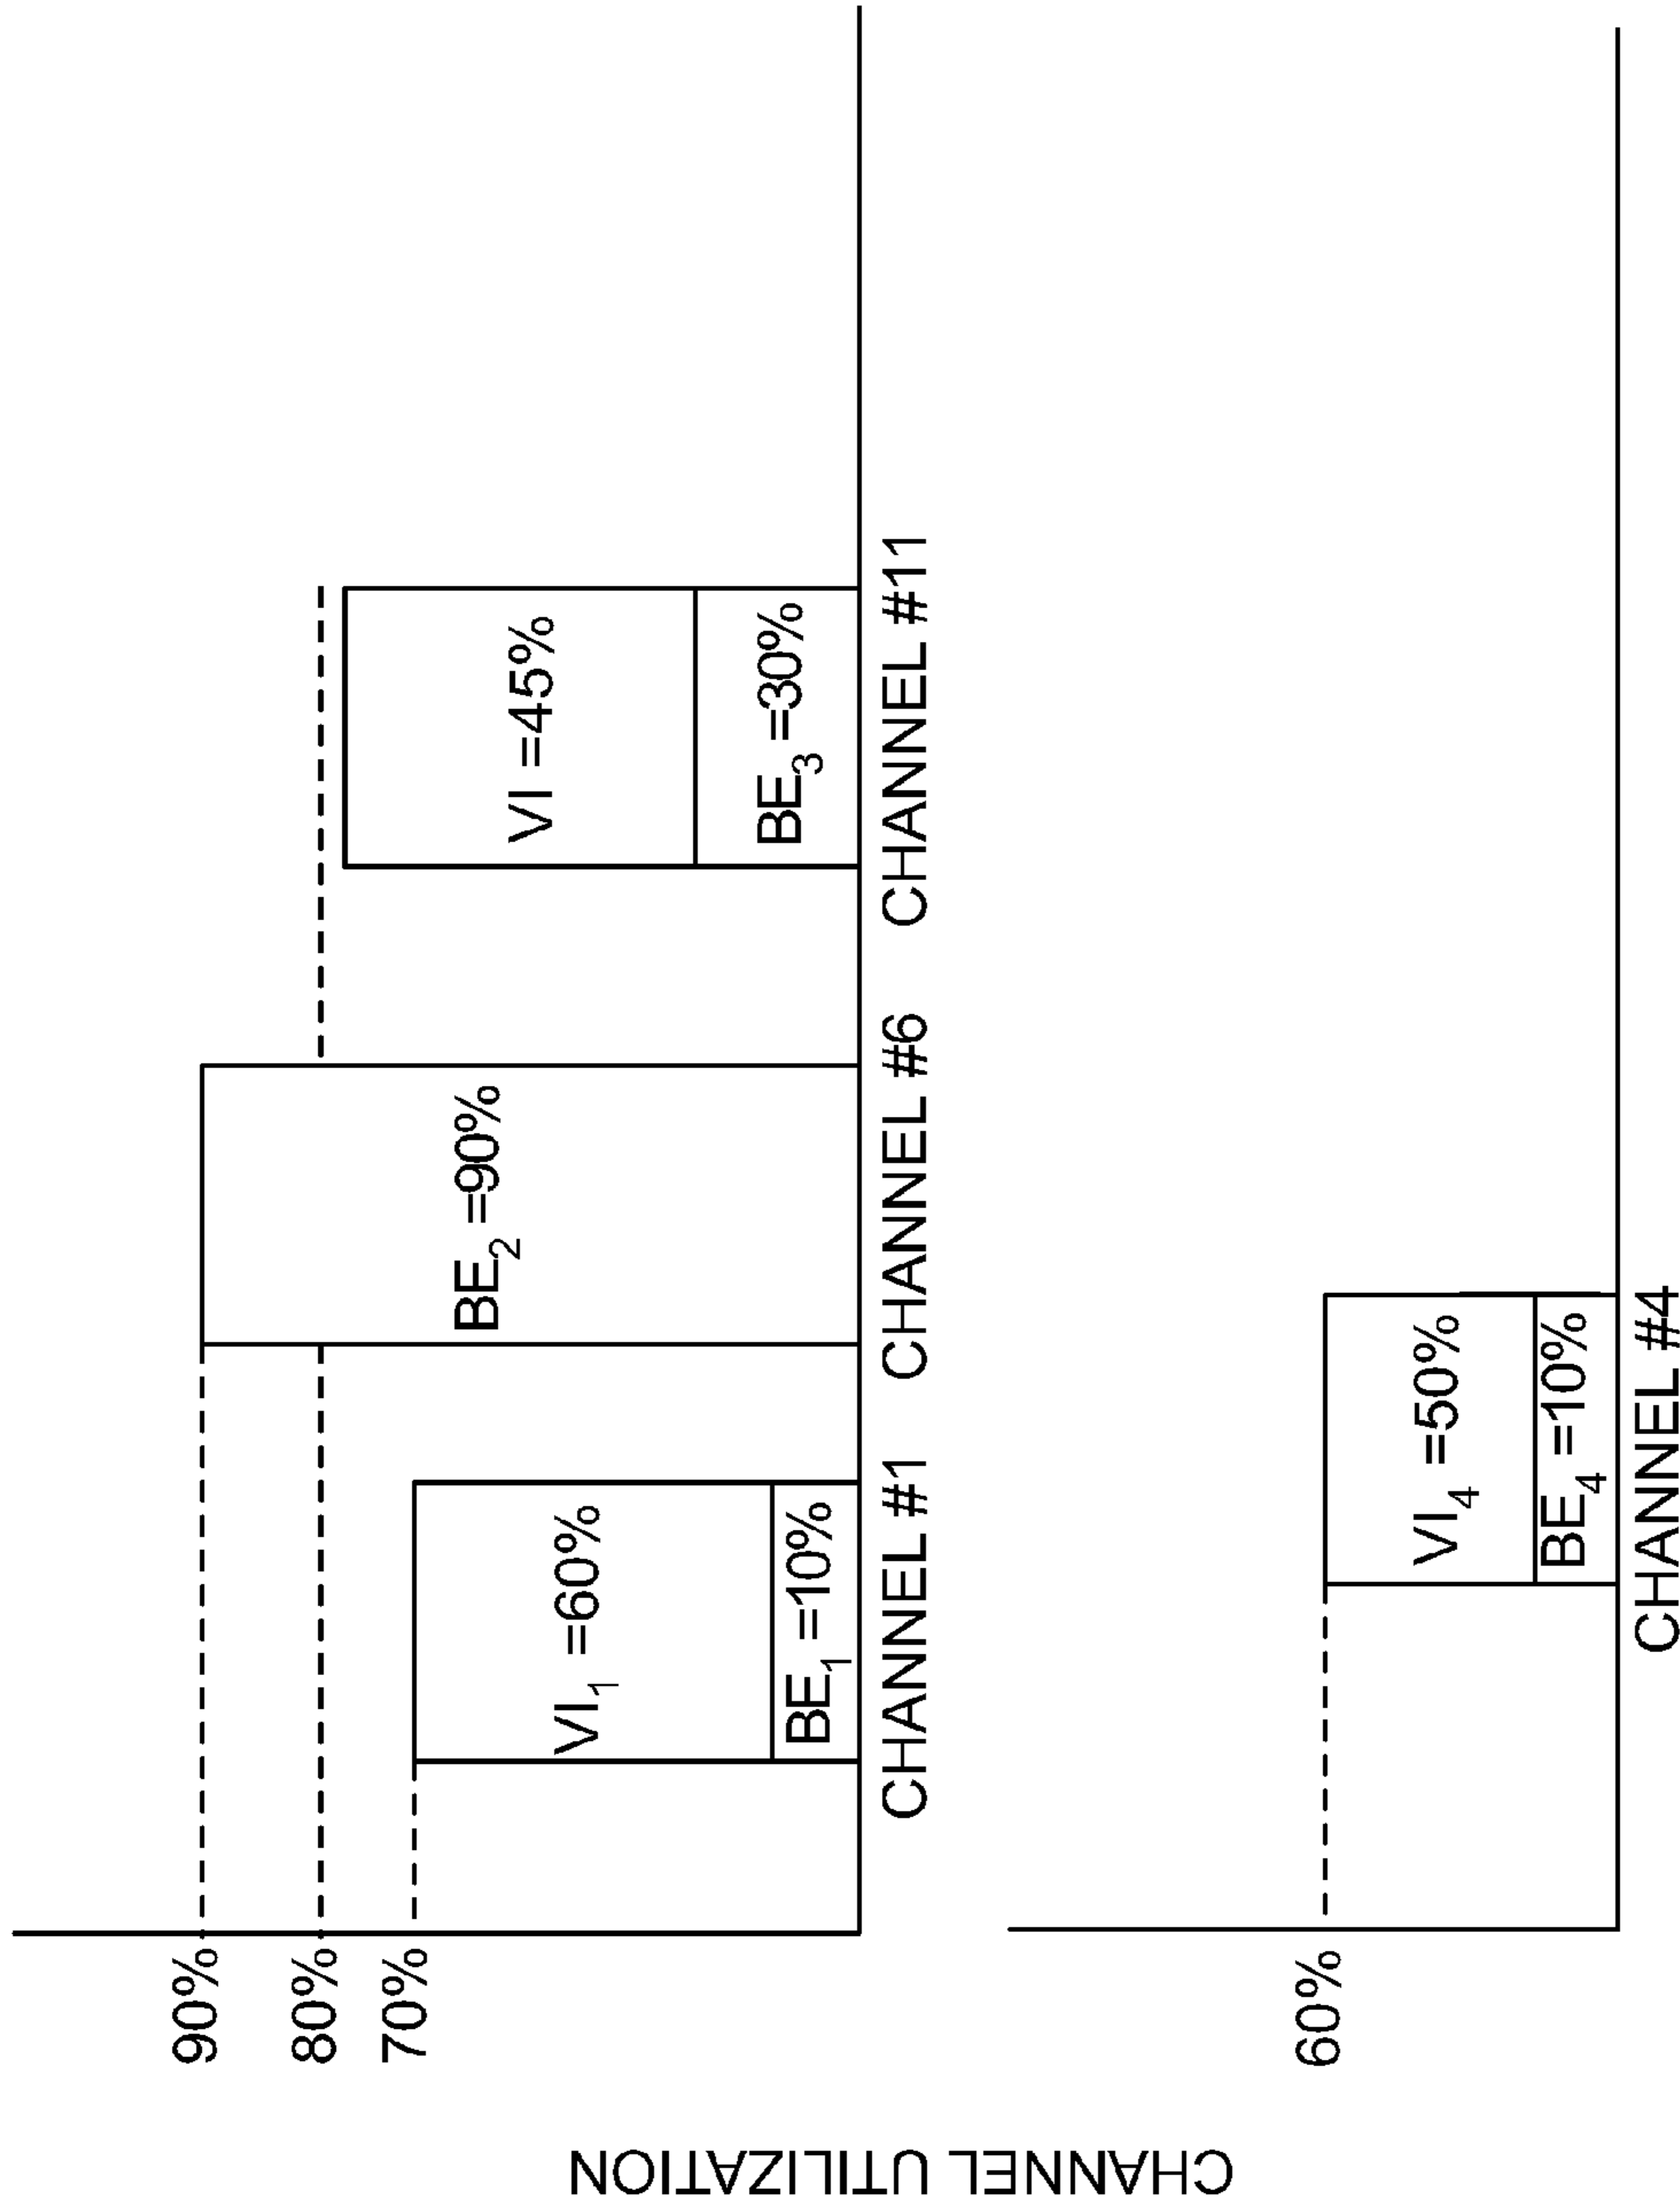 CHANNEL UTILIZATION
90%
80%
70%
VI₁ =60%
BE₁ =10%
BE₂ =90%
VI =45%
BE₃ =30%
CHANNEL #1
CHANNEL #6
CHANNEL #11
60%
VI₄ =50%
BE₄ =10%
CHANNEL #4